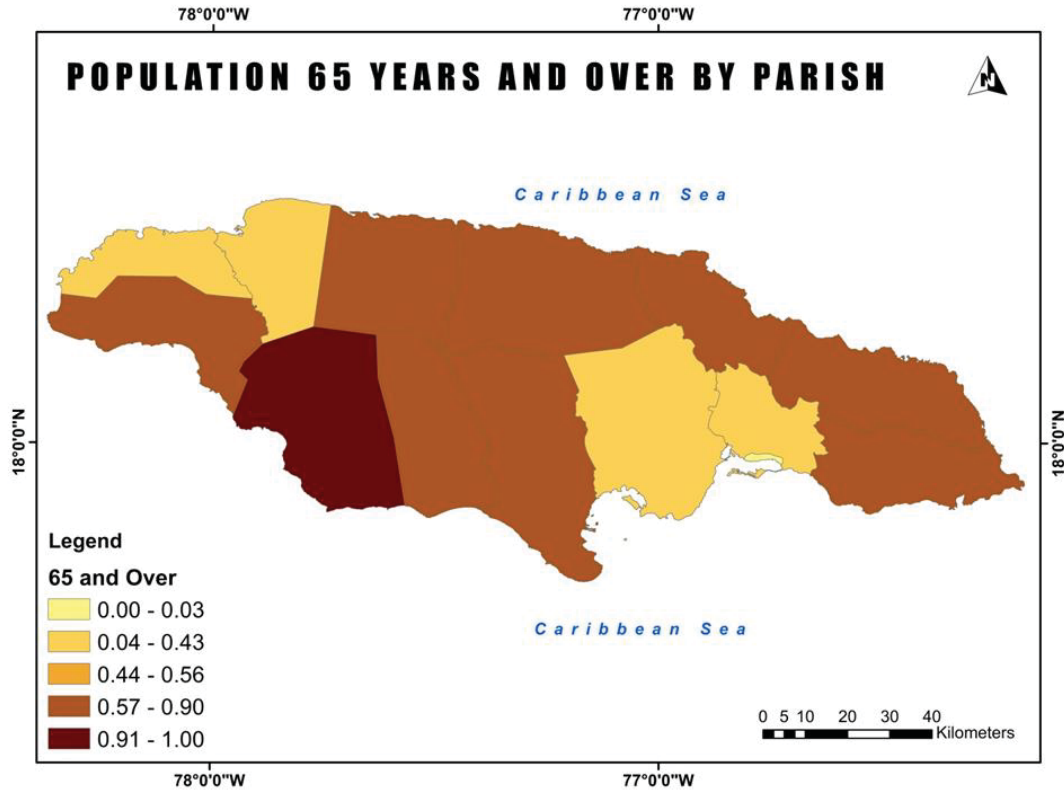 78°0'0"W 77°0'0"W
POPULATION 65 YEARS AND OVER BY PARISH
N
Caribbean Sea
18°0'0"N 18°0'0"N
Legend
65 and Over
0.00 - 0.03
0.04 - 0.43
0.44 - 0.56
0.57 - 0.90
0.91 - 1.00
Caribbean Sea
0 5 10 20 30 40
Kilometers
78°0'0"W 77°0'0"W